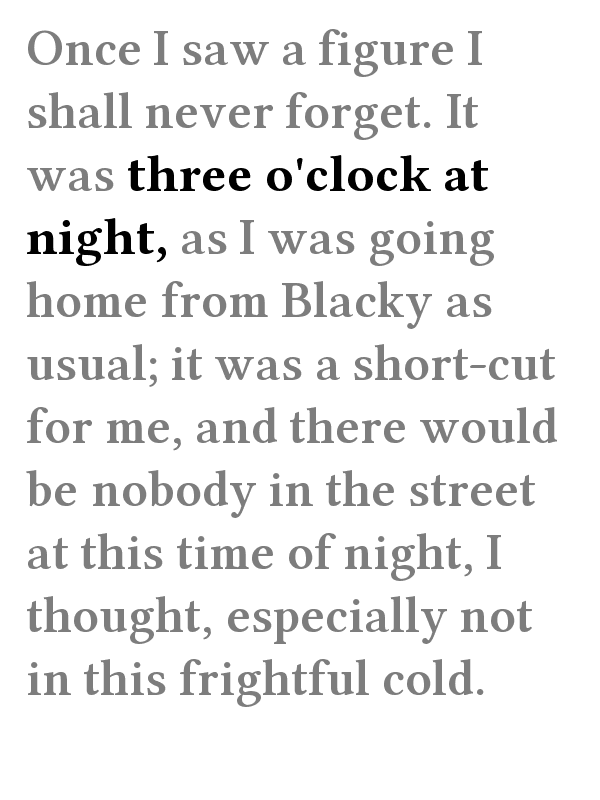 Once I saw a figure I
shall never forget. It
was three o'clock at
night, as I was going
home from Blacky as
usual; it was a short-cut
for me, and there would
be nobody in the street
at this time of night, I
thought, especially not
in this frightful cold.